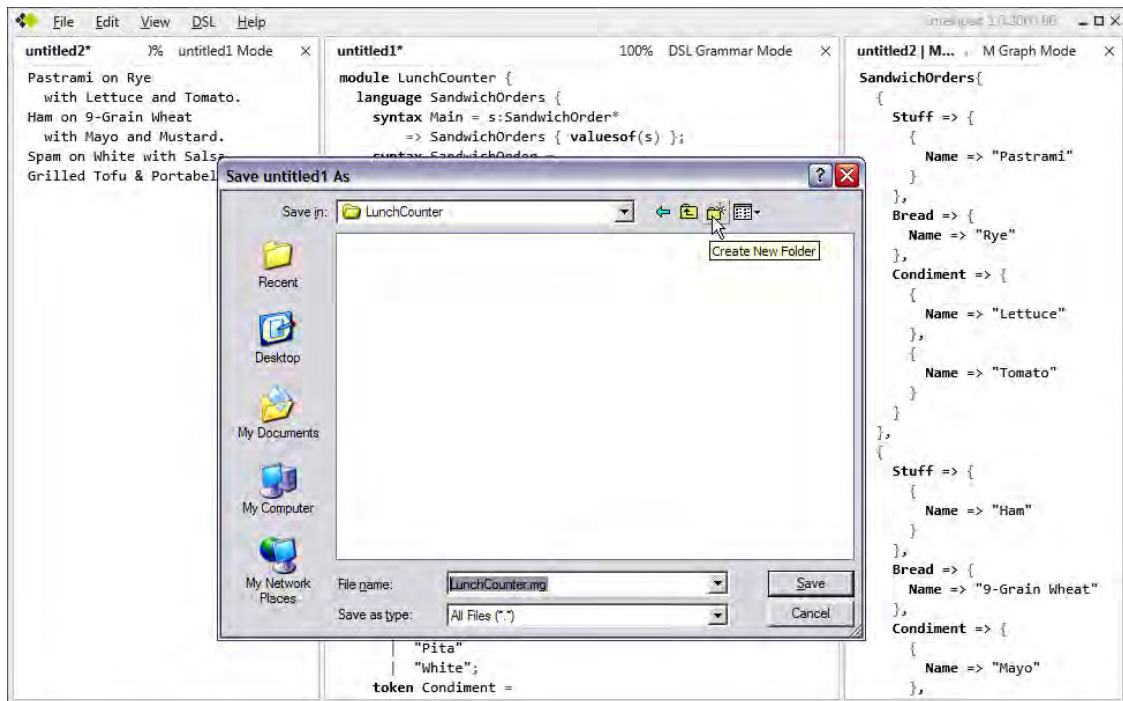 File Edit View DSL Help
untitled2* )% untitled1 Mode ×
Pastrami on Rye
with Lettuce and Tomato.
Ham on 9-Grain Wheat
with Mayo and Mustard.
Spam on White with Salsa
Grilled Tofu & Portabel
untitled1* 100% DSL Grammar Mode ×
module LunchCounter {
language SandwichOrders {
syntax Main = s:SandwichOrder*
=> SandwichOrders { valuesof(s) };
syntax SandwichOrder =
Save untitled1 As
Save in: LunchCounter
Create New Folder
Recent
Desktop
My Documents
My Computer
My Network
Places
File name: LunchCounter.mg Save
Save as type: All Files (*.*) Cancel
| "Pita"
| "White";
token Condiment =
untitled2 | M... M Graph Mode ×
SandwichOrders{
{
Stuff => {
{
Name => "Pastrami"
}
},
Bread => {
Name => "Rye"
},
Condiment => {
{
Name => "Lettuce"
},
{
Name => "Tomato"
}
}
},
{
Stuff => {
{
Name => "Ham"
}
},
Bread => {
Name => "9-Grain Wheat"
},
Condiment => {
{
Name => "Mayo"
},